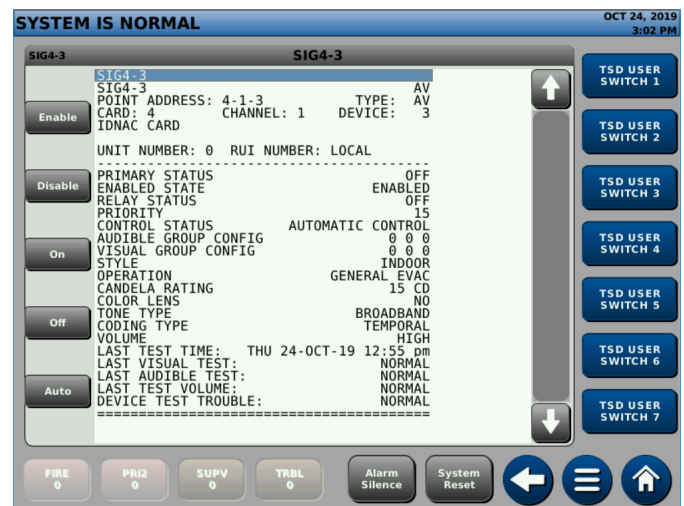 SYSTEM IS NORMAL
OCT 24, 2019
3:02 PM
SIG4-3
SIG4-3
SIG4-3
SIG4-3 AV
POINT ADDRESS: 4-1-3 TYPE: AV
CARD: 4 CHANNEL: 1 DEVICE: 3
IDNAC CARD
UNIT NUMBER: 0 RUI NUMBER: LOCAL
----------------------------------------
PRIMARY STATUS OFF
ENABLED STATE ENABLED
RELAY STATUS OFF
PRIORITY 15
CONTROL STATUS AUTOMATIC CONTROL
AUDIBLE GROUP CONFIG 0 0 0
VISUAL GROUP CONFIG 0 0 0
STYLE INDOOR
OPERATION GENERAL EVAC
CANDELA RATING 15 CD
COLOR LENS NO
TONE TYPE BROADBAND
CODING TYPE TEMPORAL
VOLUME HIGH
LAST TEST TIME: THU 24-OCT-19 12:55 pm
LAST VISUAL TEST: NORMAL
LAST AUDIBLE TEST: NORMAL
LAST TEST VOLUME: NORMAL
DEVICE TEST TROUBLE: NORMAL
========================================
Enable
Disable
On
Off
Auto
TSD USER
SWITCH 1
TSD USER
SWITCH 2
TSD USER
SWITCH 3
TSD USER
SWITCH 4
TSD USER
SWITCH 5
TSD USER
SWITCH 6
TSD USER
SWITCH 7
FIRE
0
PRI2
0
SUPV
0
TRBL
0
Alarm
Silence
System
Reset